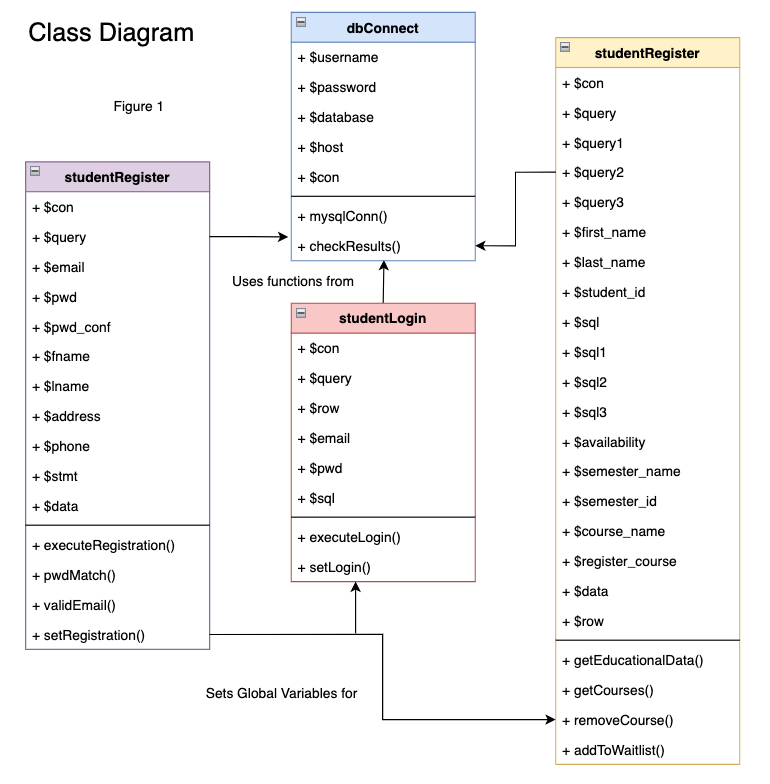 Class Diagram
Figure 1
dbConnect
+ $username
+ $password
+ $database
+ $host
+ $con
+ mysqlConn()
+ checkResults()
studentRegister
+ $con
+ $query
+ $email
+ $pwd
+ $pwd_conf
+ $fname
+ $lname
+ $address
+ $phone
+ $stmt
+ $data
+ executeRegistration()
+ pwdMatch()
+ validEmail()
+ setRegistration()
Uses functions from
studentLogin
+ $con
+ $query
+ $row
+ $email
+ $pwd
+ $sql
+ executeLogin()
+ setLogin()
Sets Global Variables for
studentRegister
+ $con
+ $query
+ $query1
+ $query2
+ $query3
+ $first_name
+ $last_name
+ $student_id
+ $sql
+ $sql1
+ $sql2
+ $sql3
+ $availability
+ $semester_name
+ $semester_id
+ $course_name
+ $register_course
+ $data
+ $row
+ getEducationalData()
+ getCourses()
+ removeCourse()
+ addToWaitlist()